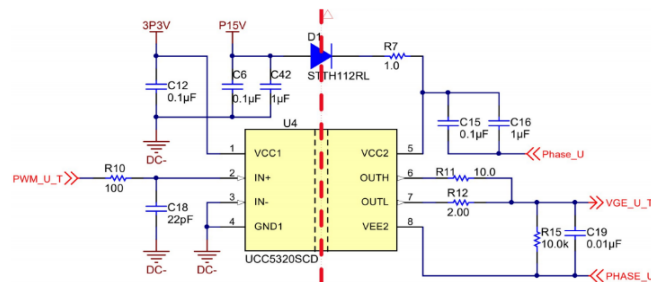 3P3V
P15V
D1
STTH112RL
R7
1.0
C12
0.1µF
C6
0.1µF
C42
1µF
C15
0.1µF
C16
1µF
Phase_U
DC-
U4
1
VCC1
VCC2
5
PWM_U_T
R10
100
2
IN+
OUTH
6
R11
10.0
3
IN-
OUTL
7
R12
2.00
VGE_U_T
4
GND1
VEE2
8
C18
22pF
R15
10.0k
C19
0.01µF
UCC5320SCD
DC-
DC-
PHASE_U